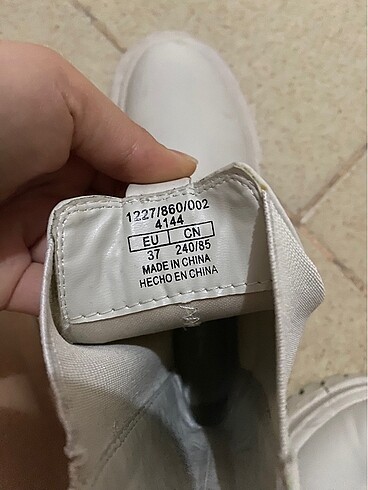 1227/860/002
4144
EU CN
37 240/85
MADE IN CHINA
HECHO EN CHINA